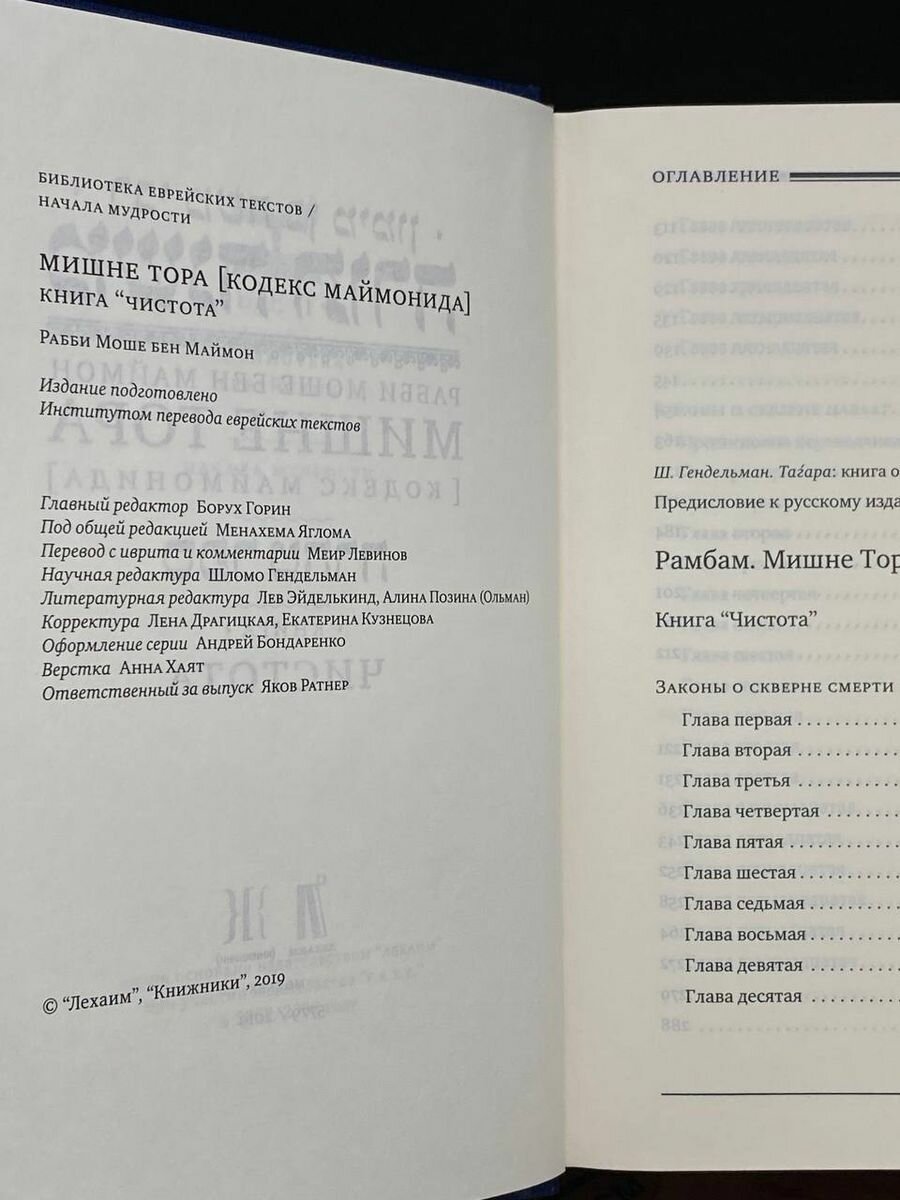 БИБЛИОТЕКА ЕВРЕЙСКИХ ТЕКСТОВ /
НАЧАЛА МУДРОСТИ
МИШНЕ ТОРА [КОДЕКС МАЙМОНИДА]
КНИГА “ЧИСТОТА”
РАББИ МОШЕ БЕН МАЙМОН
Издание подготовлено
Институтом перевода еврейских текстов
Главный редактор БОРУХ ГОРИН
Под общей редакцией МЕНАХЕМА ЯГЛОМА
Перевод с иврита и комментарии МЕИР ЛЕВИНОВ
Научная редактура ШЛОМО ГЕНДЕЛЬМАН
Литературная редактура ЛЕВ ЭЙДЕЛЬКИНД, АЛИНА ПОЗИНА (ОЛЬМАН)
Корректура ЛЕНА ДРАГИЦКАЯ, ЕКАТЕРИНА КУЗНЕЦОВА
Оформление серии АНДРЕЙ БОНДАРЕНКО
Верстка АННА ХАЯТ
Ответственный за выпуск ЯКОВ РАТНЕР
© “Лехаим”, “Книжники”, 2019
ОГЛАВЛЕНИЕ
Ш. Гендельман. Таѓара: книга о
Предисловие к русскому изда
Рамбам. Мишне Тор
Книга “Чистота”
ЗАКОНЫ О СКВЕРНЕ СМЕРТИ
Глава первая
Глава вторая
Глава третья
Глава четвертая
Глава пятая
Глава шестая
Глава седьмая
Глава восьмая
Глава девятая
Глава десятая